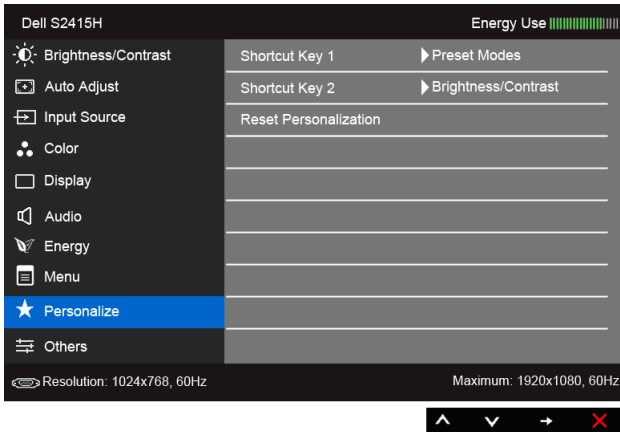 Dell S2415H Energy Use
Brightness/Contrast
Shortcut Key 1 Preset Modes
Auto Adjust
Shortcut Key 2 Brightness/Contrast
Input Source
Reset Personalization
Color
Display
Audio
Energy
Menu
Personalize
Others
Resolution: 1024x768, 60Hz Maximum: 1920x1080, 60Hz